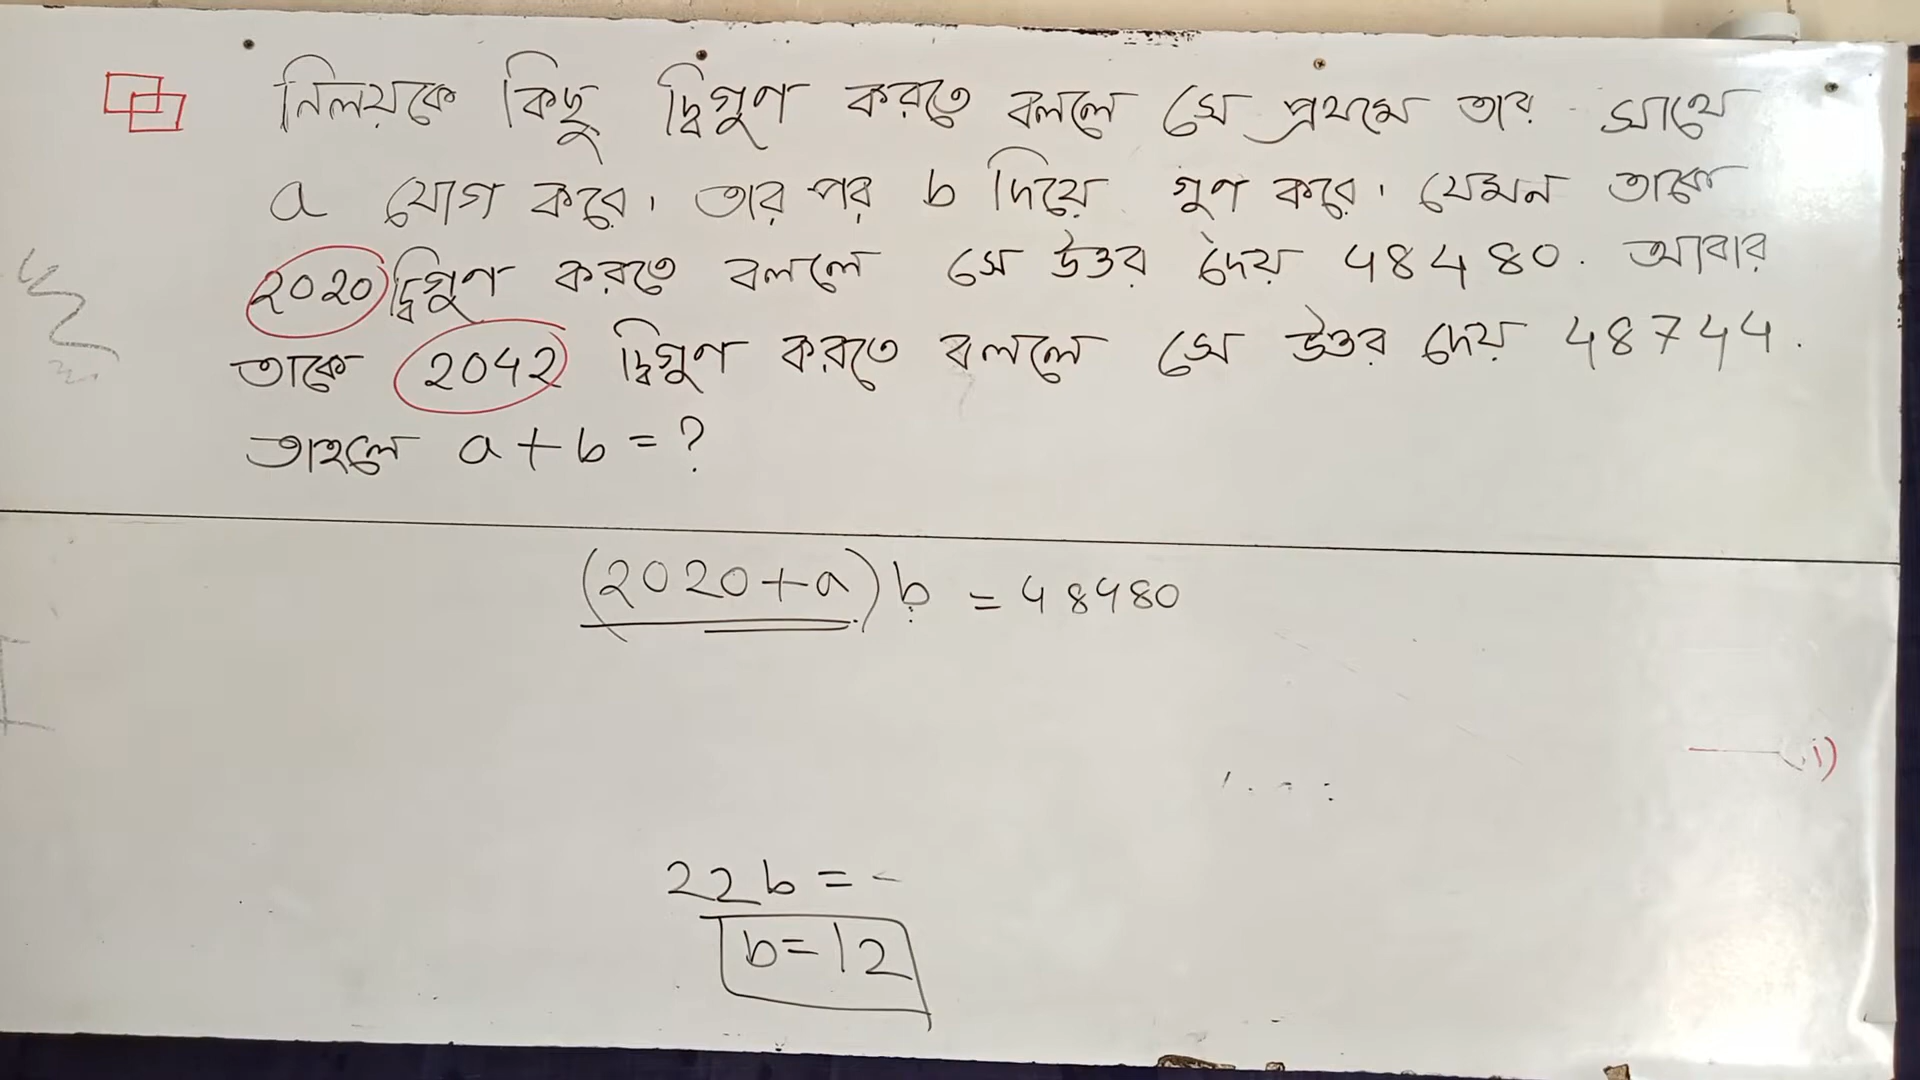 নিলয়কে কিছু দ্বিগুণ করতে বললে সে প্রথমে তার সাথে
a যোগ করে। তার পর b দিয়ে গুণ করে। যেমন তাকে
2020 দ্বিগুণ করতে বললে সে উত্তর দেয় 48480. আবার
তাকে 2042 দ্বিগুণ করতে বললে সে উত্তর দেয় 48744.
তাহলে a+b = ?
(2020+a) b = 48480
22b = -
b=12